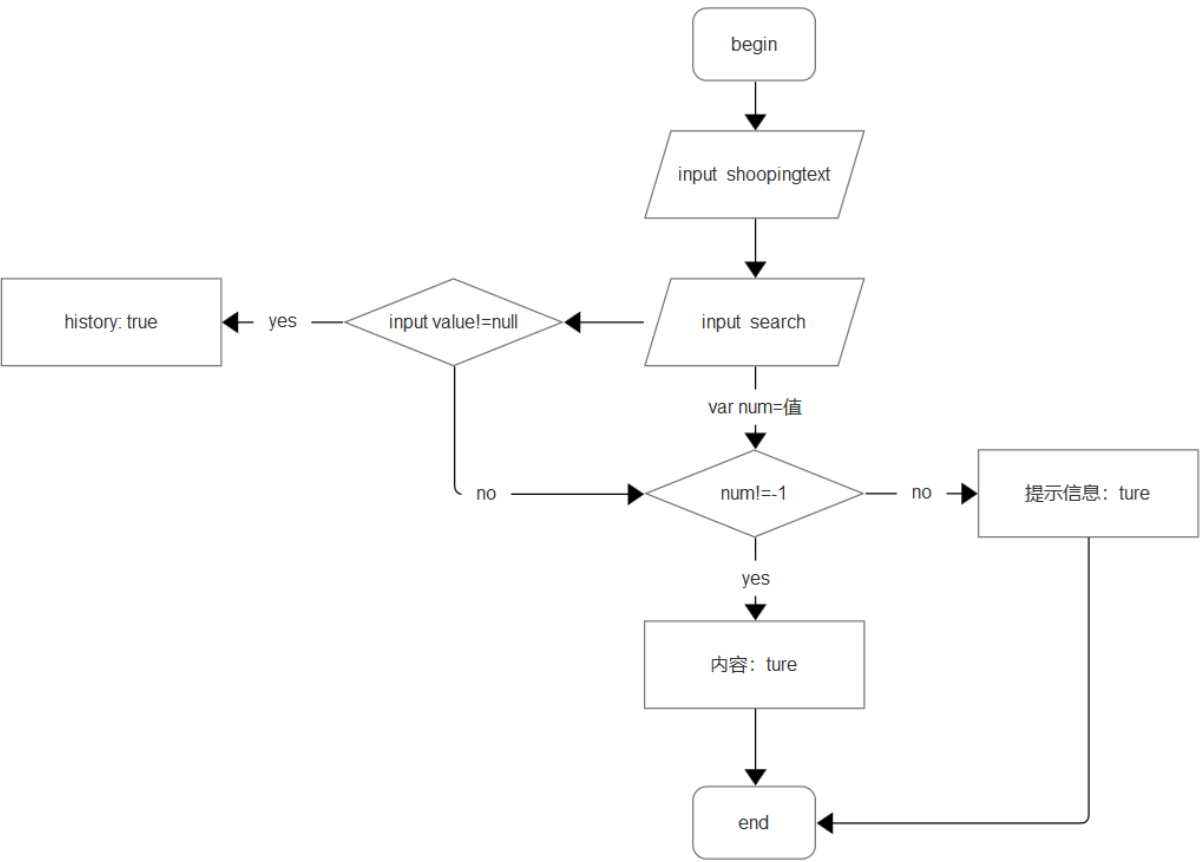 begin
input shoopingtext
history: true
yes
input value!=null
input search
var num=值
no
num!=-1
no
提示信息：ture
yes
内容：ture
end